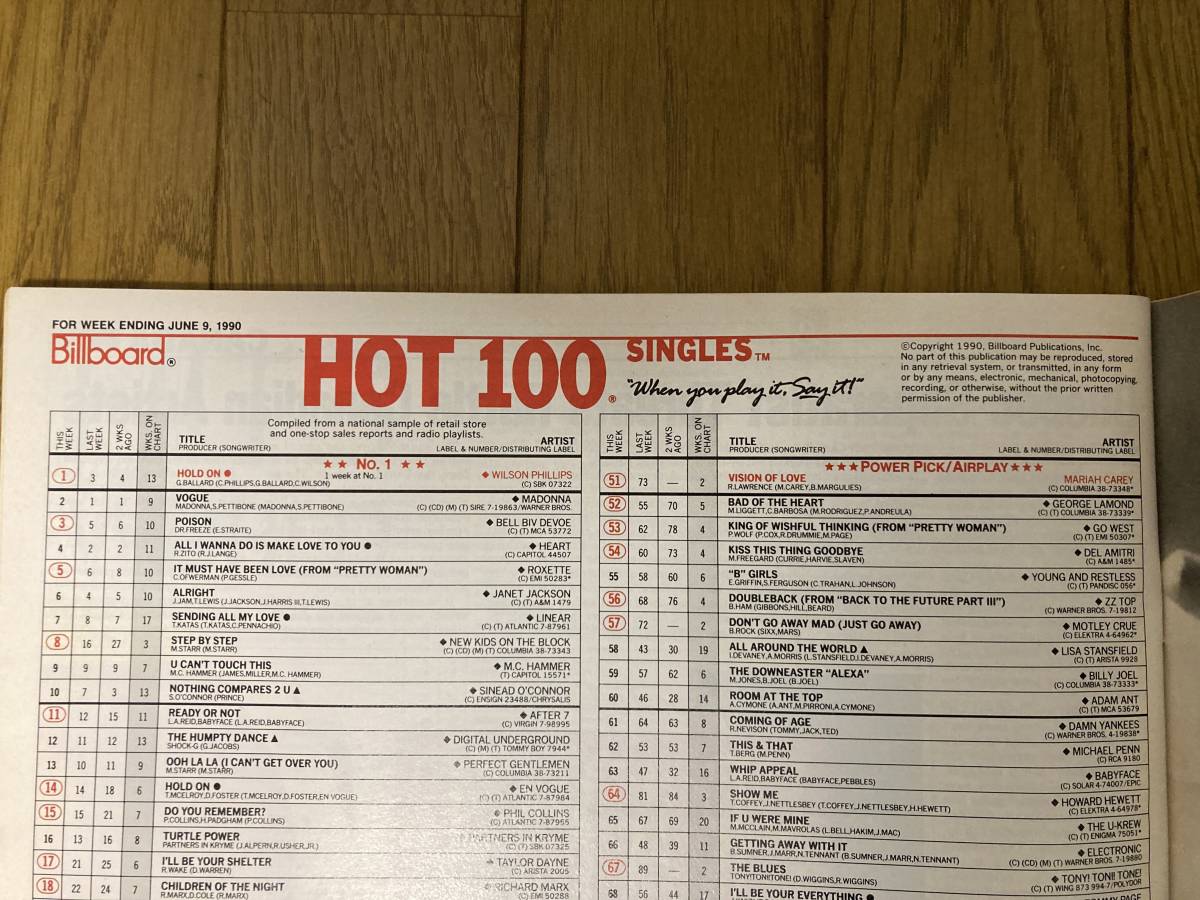 FOR WEEK ENDING JUNE 9, 1990
Billboard®
HOT 100® SINGLES™
"When you play it, Say it!"
©Copyright 1990, Billboard Publications, Inc.
No part of this publication may be reproduced, stored
in any retrieval system, or transmitted, in any form
or by any means, electronic, mechanical, photocopying,
recording, or otherwise, without the prior written
permission of the publisher.
THIS WEEK
LAST WEEK
2 WKS AGO
WKS. ON CHART
Compiled from a national sample of retail store
and one-stop sales reports and radio playlists.
TITLE ARTIST
PRODUCER (SONGWRITER) LABEL & NUMBER/DISTRIBUTING LABEL
★ ★ No. 1 ★ ★
1 3 4 13 HOLD ON ● 1 week at No. 1 ◆ WILSON PHILLIPS
G.BALLARD (C.PHILLIPS,G.BALLARD,C.WILSON) (C) SBK 07322
2 1 1 9 VOGUE ◆ MADONNA
MADONNA,S.PETTIBONE (MADONNA,S.PETTIBONE) (C) (CD) (M) (T) SIRE 7-19863/WARNER BROS.
3 5 6 10 POISON ◆ BELL BIV DEVOE
DR.FREEZE (E.STRAITE) (C) (T) MCA 53772
4 2 2 11 ALL I WANNA DO IS MAKE LOVE TO YOU ● ◆ HEART
R.ZITO (R.J.LANGE) (C) CAPITOL 44507
5 6 8 10 IT MUST HAVE BEEN LOVE (FROM "PRETTY WOMAN") ◆ ROXETTE
C.OFWERMAN (P.GESSLE) (C) EMI 50283*
6 4 5 10 ALRIGHT ◆ JANET JACKSON
J.JAM,T.LEWIS (J.JACKSON,J.HARRIS III,T.LEWIS) (C) (T) A&M 1479
7 8 7 17 SENDING ALL MY LOVE ● ◆ LINEAR
T.KATAS (T.KATAS,C.PENNACHIO) (C) (T) ATLANTIC 7-87961
8 16 27 3 STEP BY STEP ◆ NEW KIDS ON THE BLOCK
M.STARR (M.STARR) (C) (CD) (M) (T) COLUMBIA 38-73343
9 9 9 7 U CAN'T TOUCH THIS ◆ M.C. HAMMER
M.C. HAMMER (JAMES,MILLER,M.C. HAMMER) (T) CAPITOL 15571*
10 7 3 13 NOTHING COMPARES 2 U ▲ ◆ SINEAD O'CONNOR
S.O'CONNOR (PRINCE) (C) ENSIGN 23488/CHRYSALIS
11 12 15 11 READY OR NOT ◆ AFTER 7
L.A.REID,BABYFACE (L.A.REID,BABYFACE) (C) VIRGIN 7-98995
12 11 12 13 THE HUMPTY DANCE ▲ ◆ DIGITAL UNDERGROUND
SHOCK-G (G.JACOBS) (C) (M) (T) TOMMY BOY 7944*
13 10 11 9 OOH LA LA (I CAN'T GET OVER YOU) ◆ PERFECT GENTLEMEN
M.STARR (M.STARR) (C) COLUMBIA 38-73211
14 14 18 6 HOLD ON ● ◆ EN VOGUE
T.MCELROY,D.FOSTER (T.MCELROY,D.FOSTER,EN VOGUE) (C) (T) ATLANTIC 7-87984
15 15 21 7 DO YOU REMEMBER? ◆ PHIL COLLINS
P.COLLINS,H.PADGHAM (P.COLLINS) (C) ATLANTIC 7-87955
16 13 16 8 TURTLE POWER PARTNERS IN KRYME
PARTNERS IN KRYME (J.ALPERN,R.USHER,JR.) (C) (T) SBK 07325
17 21 25 6 I'LL BE YOUR SHELTER ◆ TAYLOR DAYNE
R.WAKE (D.WARREN) (C) ARISTA 2005
18 22 24 7 CHILDREN OF THE NIGHT ◆ RICHARD MARX
R.MARX,D.COLE (R.MARX) (C) EMI 50288
THIS WEEK
LAST WEEK
2 WKS AGO
WKS. ON CHART
TITLE ARTIST
PRODUCER (SONGWRITER) LABEL & NUMBER/DISTRIBUTING LABEL
★★★POWER PICK/AIRPLAY★★★
51 73 — 2 VISION OF LOVE MARIAH CAREY
R.LAWRENCE (M.CAREY,B.MARGULIES) (C) COLUMBIA 38-73348*
52 55 70 5 BAD OF THE HEART ◆ GEORGE LAMOND
M.LIGGETT,C.BARBOSA (M.RODRIGUEZ,P.ANDREULA) (C) (T) COLUMBIA 38-73339*
53 62 78 4 KING OF WISHFUL THINKING (FROM "PRETTY WOMAN") ◆ GO WEST
P.WOLF (P.COX,R.DRUMMIE,M.PAGE) (C) (T) EMI 50307*
54 60 73 4 KISS THIS THING GOODBYE ◆ DEL AMITRI
M.FREEGARD (CURRIE,HARVIE,SLAVEN) (C) A&M 1485*
55 58 60 6 "B" GIRLS ◆ YOUNG AND RESTLESS
E.GRIFFIN,S.FERGUSON (C.TRAHAN,L.JOHNSON) (C) (T) PANDISC 056*
56 68 76 4 DOUBLEBACK (FROM "BACK TO THE FUTURE PART III") ◆ ZZ TOP
B.HAM (GIBBONS,HILL,BEARD) (C) WARNER BROS. 7-19812
57 72 — 2 DON'T GO AWAY MAD (JUST GO AWAY) ◆ MOTLEY CRUE
B.ROCK (SIXX,MARS) (C) ELEKTRA 4-64962*
58 43 30 19 ALL AROUND THE WORLD ▲ ◆ LISA STANSFIELD
I.DEVANEY,A.MORRIS (L.STANSFIELD,I.DEVANEY,A.MORRIS) (C) (T) ARISTA 9928
59 57 62 6 THE DOWNEASTER "ALEXA" ◆ BILLY JOEL
M.JONES,B.JOEL (B.JOEL) (C) COLUMBIA 38-73333*
60 46 28 14 ROOM AT THE TOP ◆ ADAM ANT
A.CYMONE (A.ANT,M.PIRRONI,A.CYMONE) (C) (T) MCA 53679
61 64 63 8 COMING OF AGE ◆ DAMN YANKEES
R.NEVISON (TOMMY,JACK,TED) (C) WARNER BROS. 4-19838*
62 53 53 7 THIS & THAT ◆ MICHAEL PENN
T.BERG (M.PENN) (C) RCA 9180
63 47 32 16 WHIP APPEAL ◆ BABYFACE
L.A.REID,BABYFACE (BABYFACE,PEBBLES) (C) SOLAR 4-74007/EPIC
64 81 84 3 SHOW ME ◆ HOWARD HEWETT
T.COFFEY,J.NETTLESBEY (T.COFFEY,J.NETTLESBEY,H.HEWETT) (C) ELEKTRA 4-64978*
65 67 69 20 IF U WERE MINE ◆ THE U-KREW
M.MCCLAIN,M.MAVROLAS (L.BELL,HAKIM,J.MAC) (C) (T) ENIGMA 75051*
66 48 39 11 GETTING AWAY WITH IT ◆ ELECTRONIC
B.SUMNER,J.MARR,N.TENNANT (B.SUMNER,J.MARR,N.TENNANT) (C) (CD) (M) (T) WARNER BROS. 7-19880
67 89 — 2 THE BLUES ◆ TONY! TONI! TONE!
TONY!TONI!TONE! (D.WIGGINS,R.WIGGINS) (C) (T) WING 873 994-7/POLYDOR
68 56 44 17 I'LL BE YOUR EVERYTHING ● TOMMY PAGE